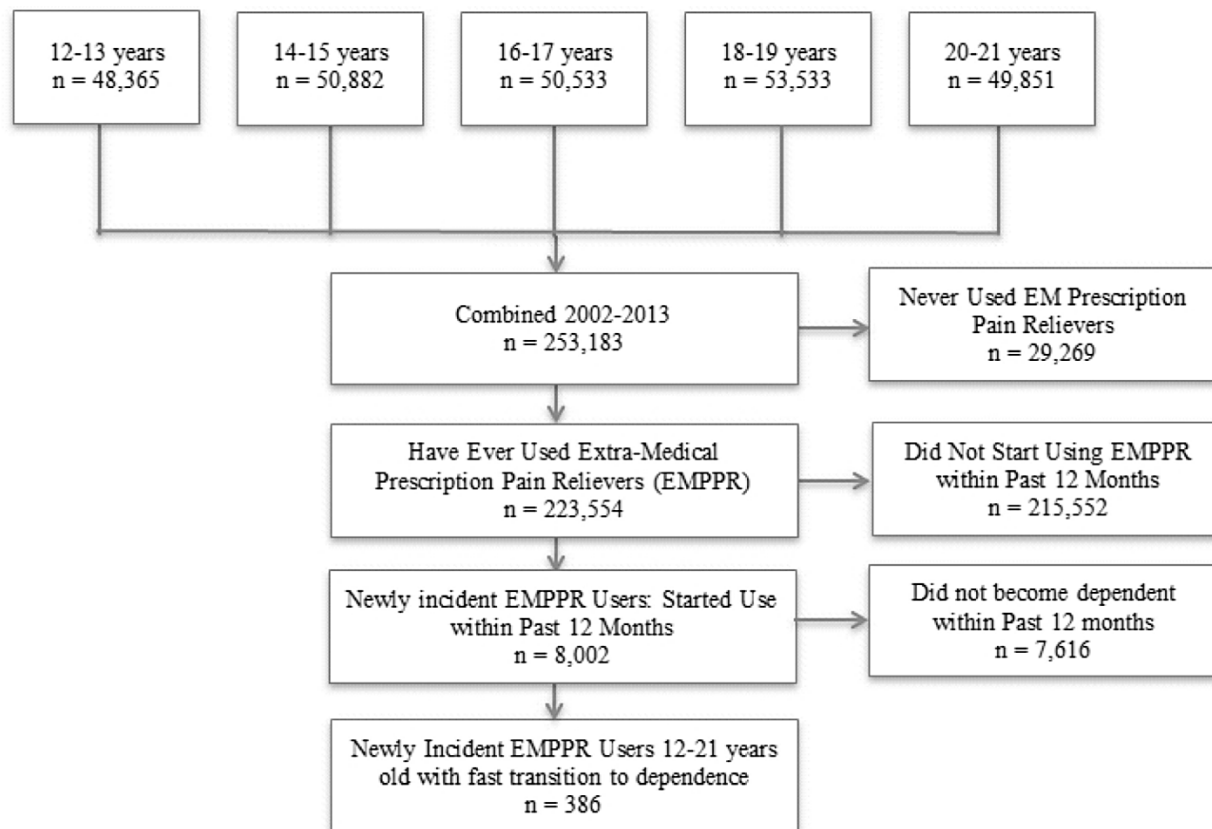 12-13 years
n = 48,365
14-15 years
n = 50,882
16-17 years
n = 50,533
18-19 years
n = 53,533
20-21 years
n = 49,851
Combined 2002-2013
n = 253,183
Never Used EM Prescription
Pain Relievers
n = 29,269
Have Ever Used Extra-Medical
Prescription Pain Relievers (EMPPR)
n = 223,554
Did Not Start Using EMPPR
within Past 12 Months
n = 215,552
Newly incident EMPPR Users: Started Use
within Past 12 Months
n = 8,002
Did not become dependent
within Past 12 months
n = 7,616
Newly Incident EMPPR Users 12-21 years
old with fast transition to dependence
n = 386